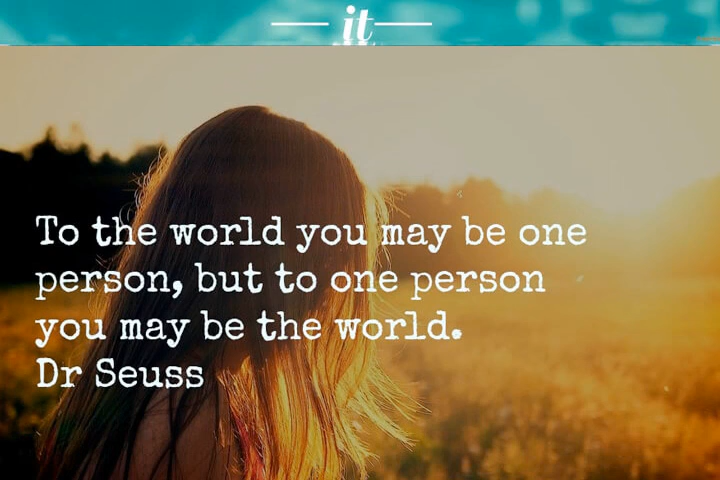 it
To the world you may be one
person, but to one person
you may be the world.
Dr Seuss